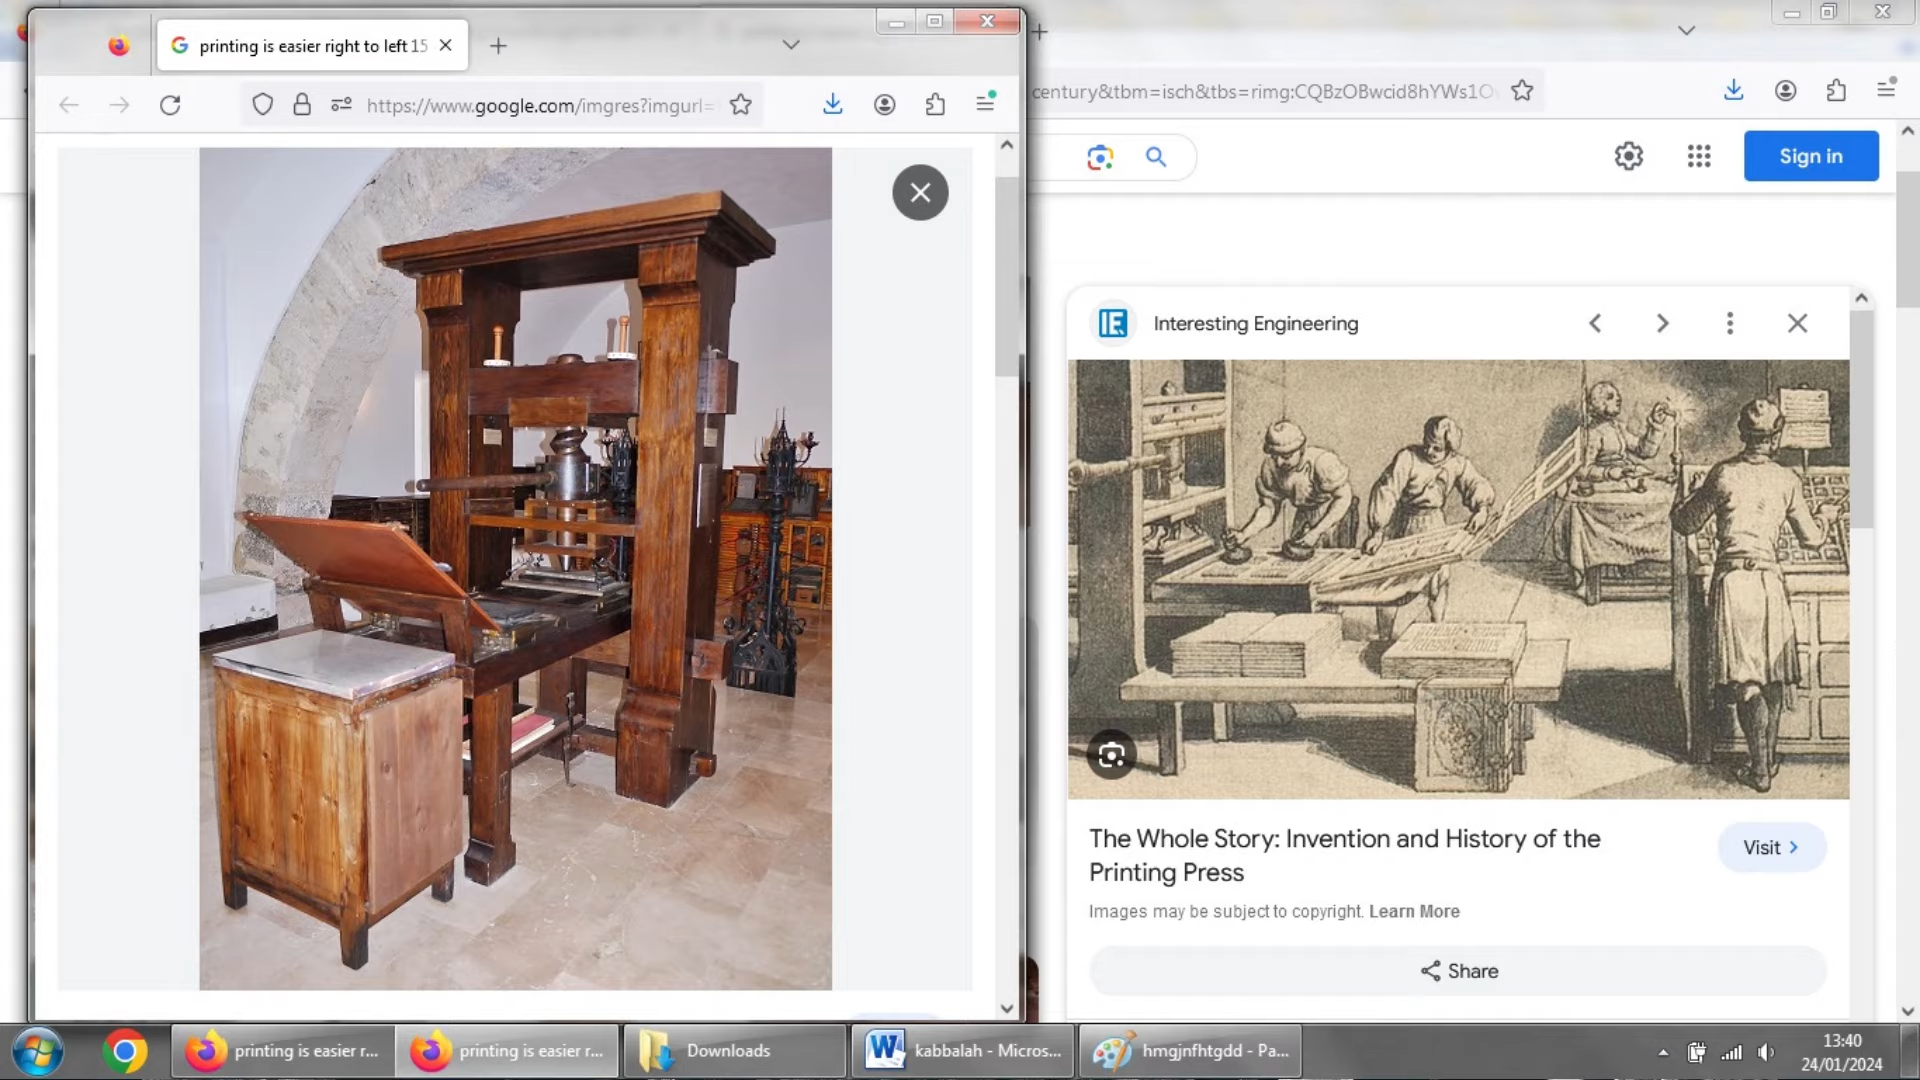 printing is easier right to left 15
https://www.google.com/imgres?imgurl=
century&tbm=isch&tbs=rimg:CQBzOBwcid8hYWs1O
Sign in
IE
Interesting Engineering
The Whole Story: Invention and History of the
Printing Press
Visit
Images may be subject to copyright. Learn More
Share
printing is easier r...
printing is easier r...
Downloads
kabbalah - Micros...
hmgjnfhtgdd - Pa...
13:40
24/01/2024